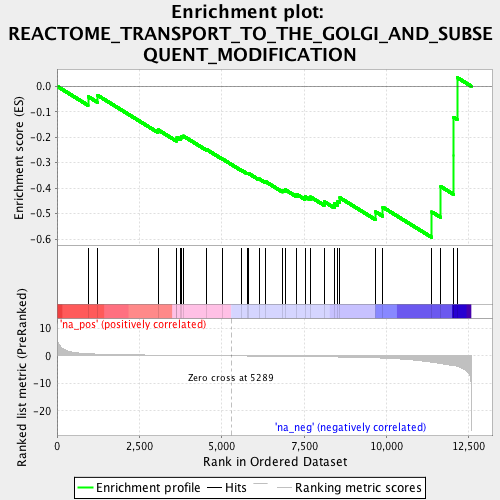 Enrichment plot:
REACTOME_TRANSPORT_TO_THE_GOLGI_AND_SUBSE
QUENT_MODIFICATION
Enrichment score (ES)
0.0
-0.1
-0.2
-0.3
-0.4
-0.5
-0.6
'na_pos' (positively correlated)
Ranked list metric (PreRanked)
10
0
-10
-20
Zero cross at 5289
'na_neg' (negatively correlated)
0
2,500
5,000
7,500
10,000
12,500
Rank in Ordered Dataset
Enrichment profile
Hits
Ranking metric scores